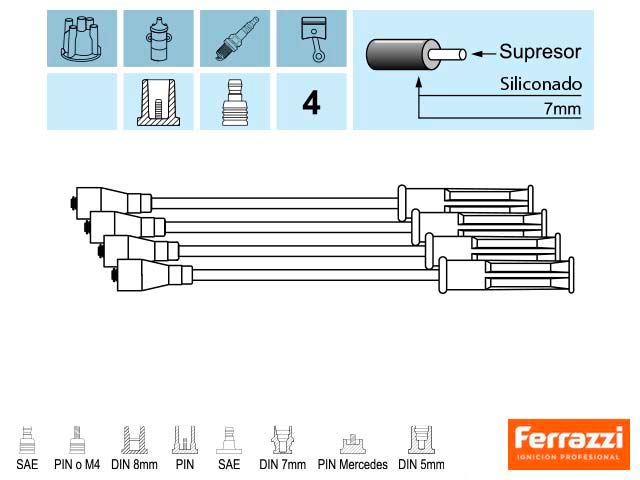 Supresor
Siliconado
4
7mm
SAE PIN o M4 DIN 8mm PIN SAE DIN 7mm PIN Mercedes DIN 5mm
Ferrazzi
IGNICION PROFESIONAL